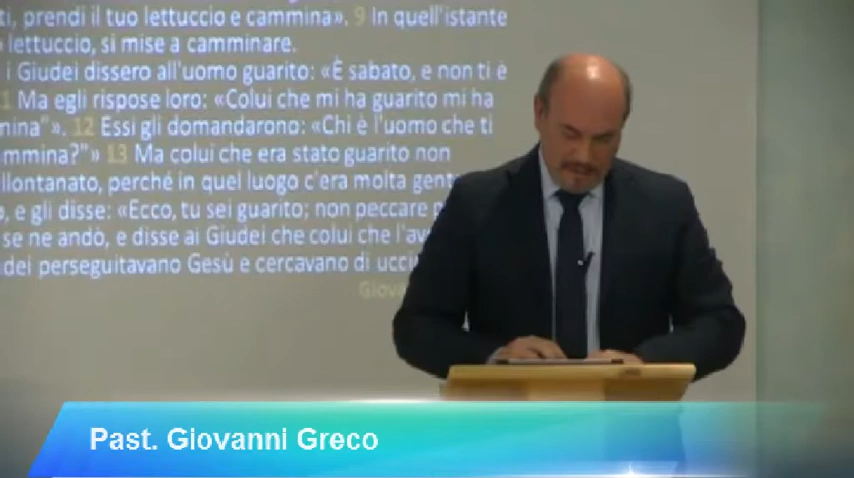 ti, prendi il tuo lettuccio e cammina». 9 In quell'istante
lettuccio, si mise a camminare.
i Giudei dissero all'uomo guarito: «È sabato, e non ti è
1 Ma egli rispose loro: «Colui che mi ha guarito mi ha
mina"». 12 Essi gli domandarono: «Chi è l'uomo che ti
mmina?"» 13 Ma colui che era stato guarito non
llontanato, perché in quel luogo c'era molta gent
, e gli disse: «Ecco, tu sei guarito; non peccare
se ne andò, e disse ai Giudei che colui che l'av
dei perseguitavano Gesù e cercavano di ucci
Giova
Past. Giovanni Greco